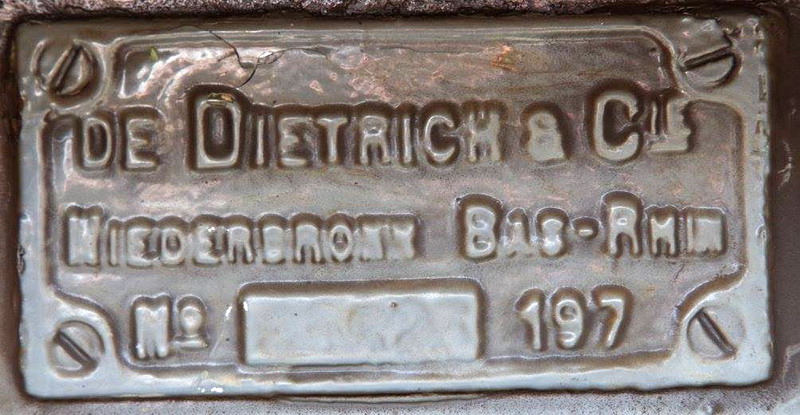 DE DIETRICH & CIE
NIEDERBRONN BAS-RHIN
No 197